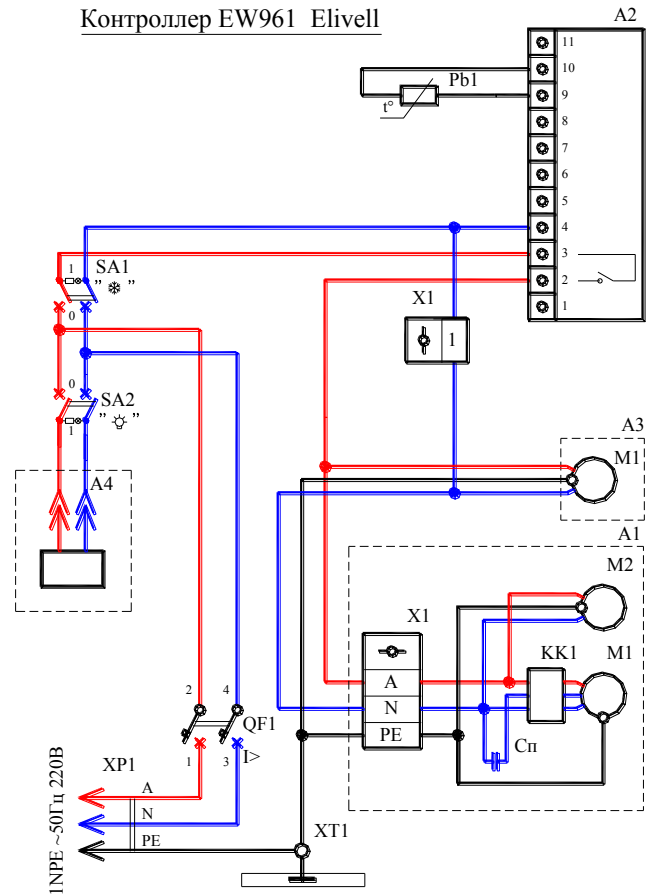 Контроллер EW961 Elivell
A2
11
10
Pb1
9
t°
8
7
6
5
4
3
SA1
1
" ❄ "
2
X1
1
0
1
0
SA2
" "
1
A3
M1
A4
A1
M2
X1
KK1
M1
A
N
Cп
PE
2
4
QF1
1
3
I>
XP1
A
N
PE
XT1
1NPE ~50Гц 220В